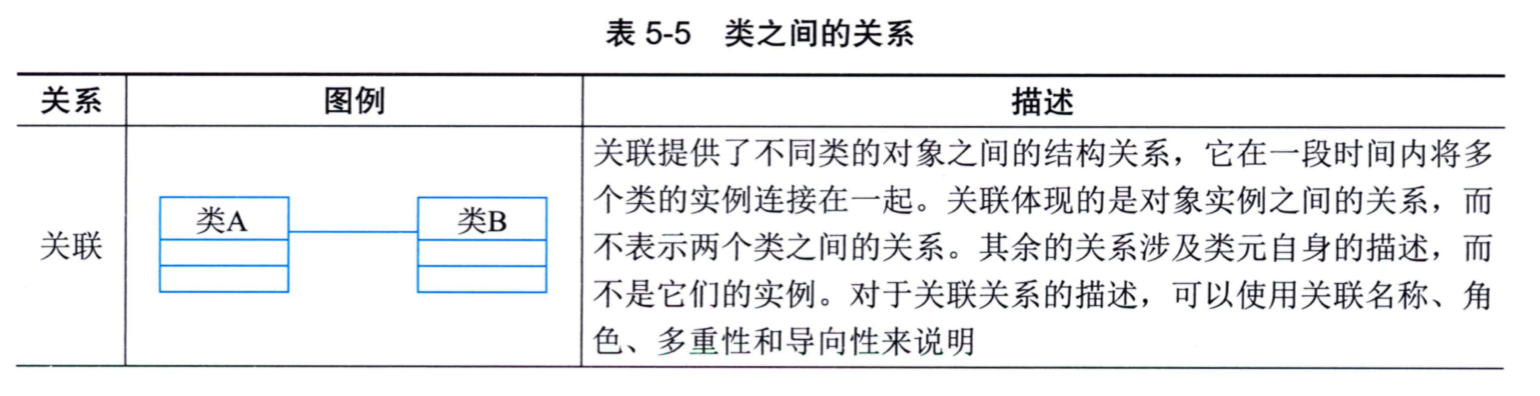 表 5-5 类之间的关系
关系 图例 描述
关联提供了不同类的对象之间的结构关系，它在一段时间内将多
个类的实例连接在一起。关联体现的是对象实例之间的关系，而
不表示两个类之间的关系。其余的关系涉及类元自身的描述，而
不是它们的实例。对于关联关系的描述，可以使用关联名称、角
色、多重性和导向性来说明
关联
类A 类B